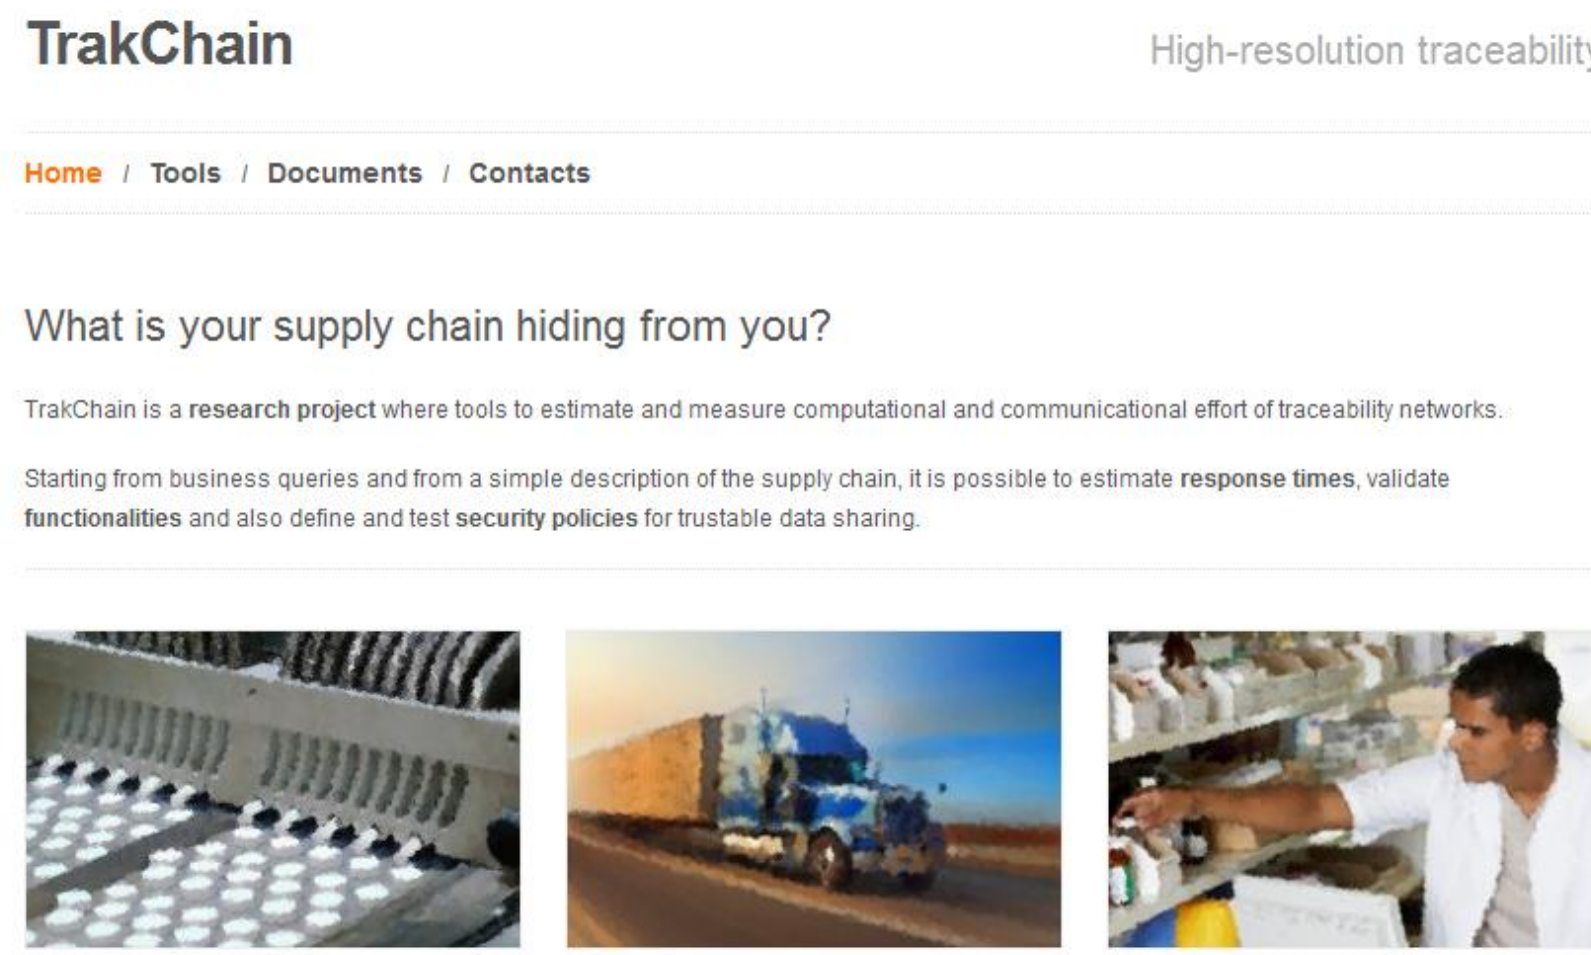 TrakChain
High-resolution traceability
Home / Tools / Documents / Contacts
What is your supply chain hiding from you?
TrakChain is a research project where tools to estimate and measure computational and communicational effort of traceability networks.
Starting from business queries and from a simple description of the supply chain, it is possible to estimate response times, validate
functionalities and also define and test security policies for trustable data sharing.